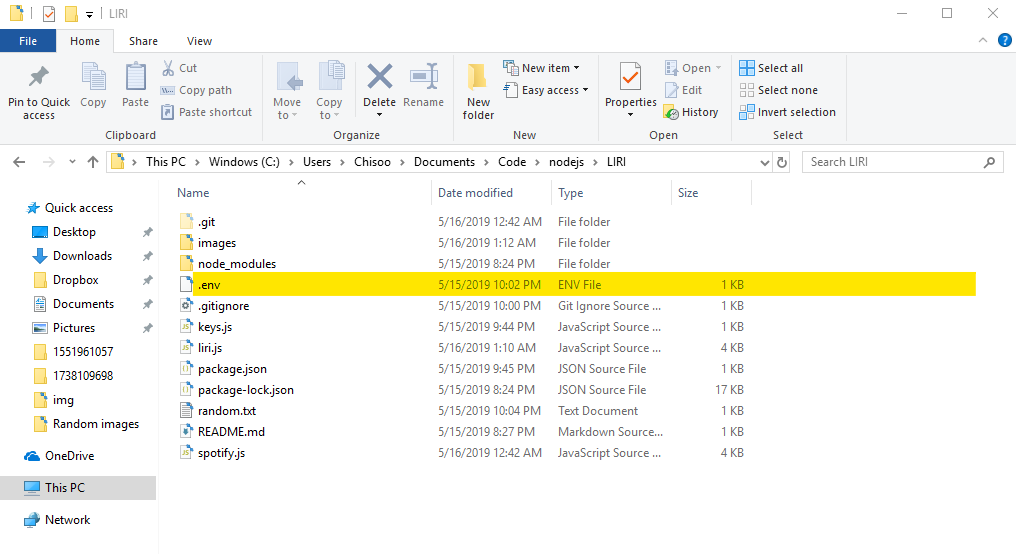 LIRI
File Home Share View
Pin to Quick access
Copy
Paste
Cut
Copy path
Paste shortcut
Clipboard
Move to
Copy to
Delete
Rename
Organize
New folder
New item
Easy access
New
Properties
Open
Edit
History
Open
Select all
Select none
Invert selection
Select
This PC Windows (C:) Users Chisoo Documents Code nodejs LIRI
Search LIRI
Quick access
Desktop
Downloads
Dropbox
Documents
Pictures
1551961057
1738109698
img
Random images
OneDrive
This PC
Network
Name Date modified Type Size
.git 5/16/2019 12:42 AM File folder
images 5/16/2019 1:12 AM File folder
node_modules 5/15/2019 8:24 PM File folder
.env 5/15/2019 10:02 PM ENV File 1 KB
.gitignore 5/15/2019 10:00 PM Git Ignore Source ... 1 KB
keys.js 5/15/2019 9:44 PM JavaScript Source ... 1 KB
liri.js 5/16/2019 1:10 AM JavaScript Source ... 4 KB
package.json 5/15/2019 9:45 PM JSON Source File 1 KB
package-lock.json 5/15/2019 8:24 PM JSON Source File 17 KB
random.txt 5/15/2019 10:04 PM Text Document 1 KB
README.md 5/15/2019 8:27 PM Markdown Source... 1 KB
spotify.js 5/16/2019 12:42 AM JavaScript Source ... 4 KB